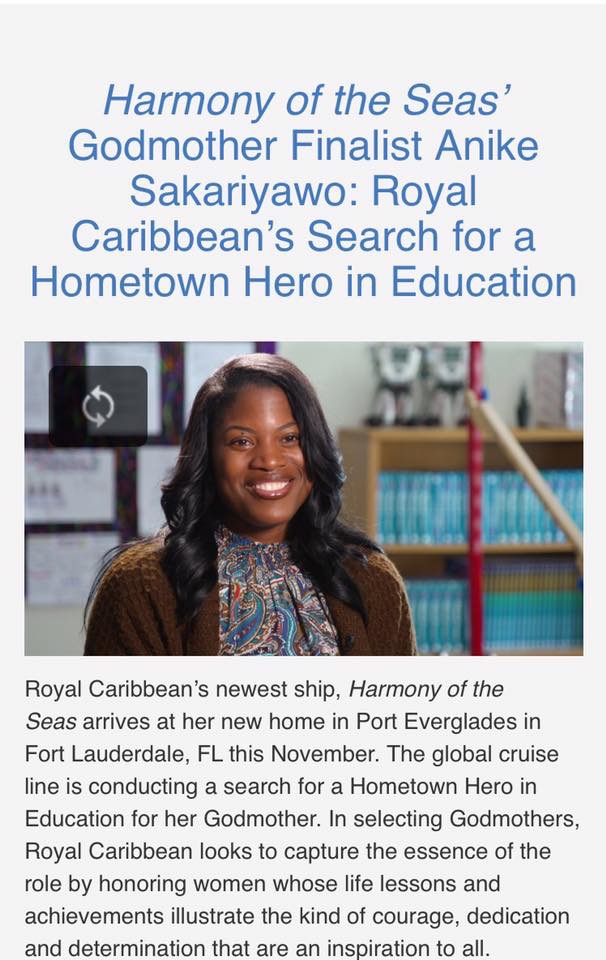 Harmony of the Seas’
Godmother Finalist Anike
Sakariyawo: Royal
Caribbean’s Search for a
Hometown Hero in Education
Royal Caribbean’s newest ship, Harmony of the
Seas arrives at her new home in Port Everglades in
Fort Lauderdale, FL this November. The global cruise
line is conducting a search for a Hometown Hero in
Education for her Godmother. In selecting Godmothers,
Royal Caribbean looks to capture the essence of the
role by honoring women whose life lessons and
achievements illustrate the kind of courage, dedication
and determination that are an inspiration to all.